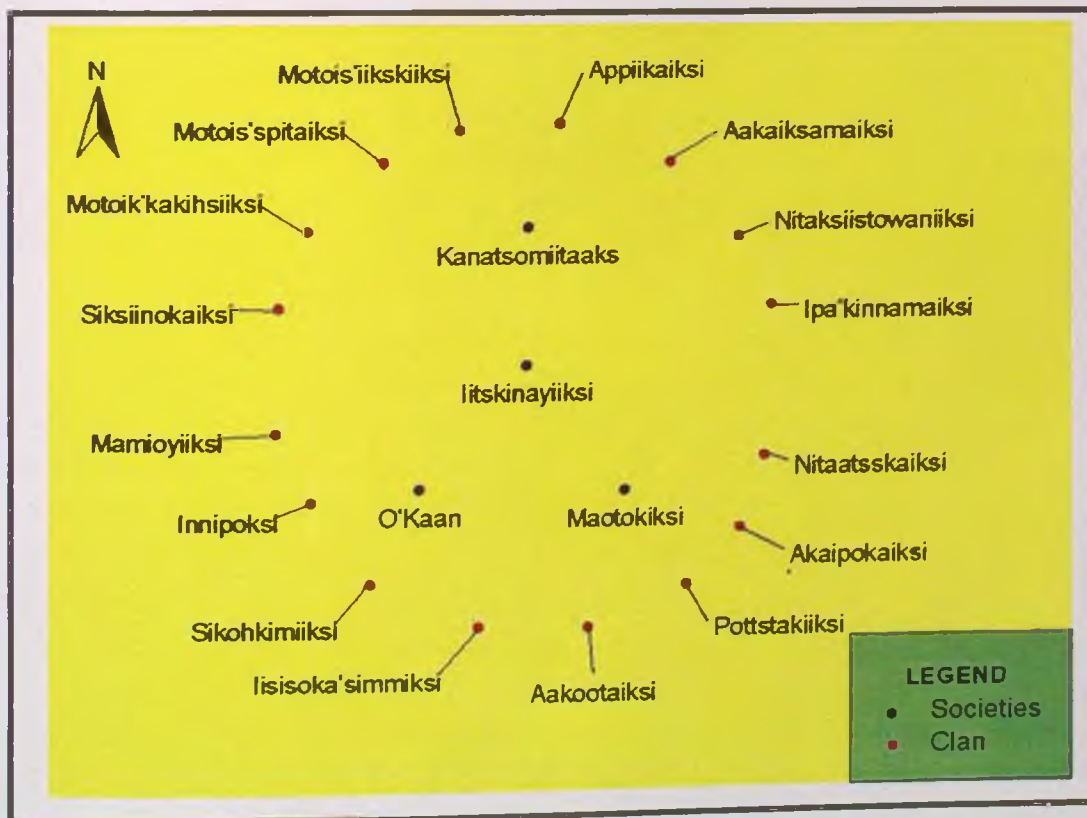 N
Motois'iikskiiksi
Appiikaiksi
Motois'spitaiksi
Aakaiksamaiksi
Motoik'kakihsiiksi
Nitaksiistowaniiksi
Kanatsomiitaaks
Siksiinokaiksi
Ipa'kinnamaiksi
Iitskinayiiksi
Mamioyiiksi
Nitaatsskaiksi
Innipoksi
O'Kaan
Maotokiksi
Akaipokaiksi
Sikohkimiiksi
Pottstakiiksi
Iisisoka'simmiksi
Aakootaiksi
LEGEND
Societies
Clan